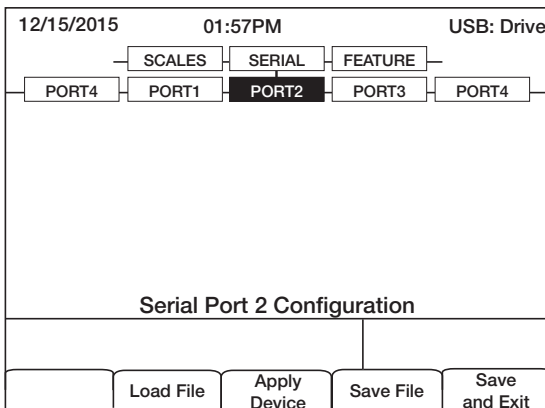 12/15/2015 01:57PM USB: Drive
SCALES SERIAL FEATURE
PORT4 PORT1 PORT2 PORT3 PORT4
Serial Port 2 Configuration
Load File Apply Device Save File Save and Exit